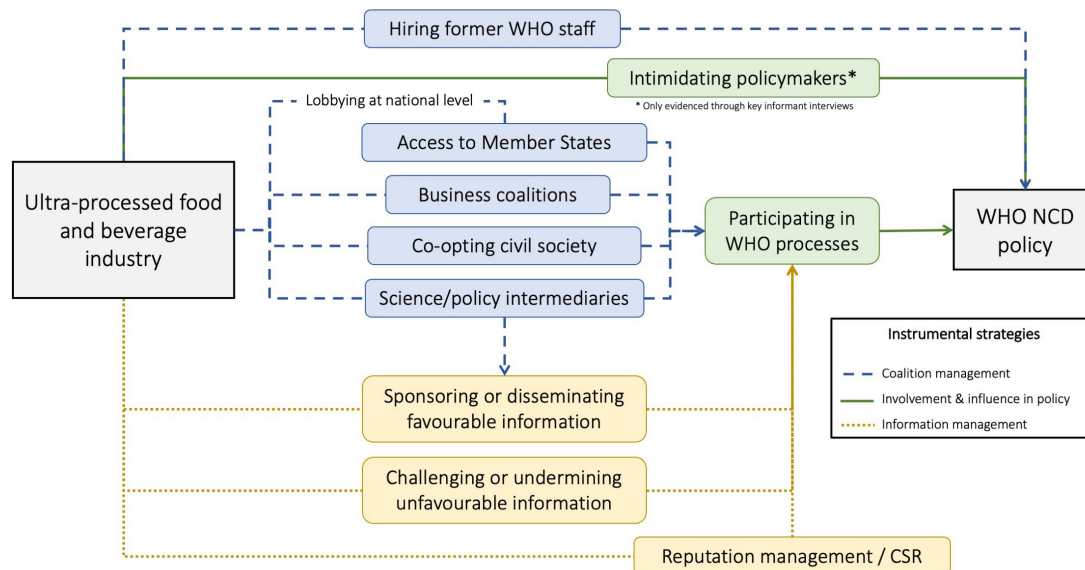 Hiring former WHO staff
Intimidating policymakers*
* Only evidenced through key informant interviews
Lobbying at national level
Access to Member States
Business coalitions
Co-opting civil society
Science/policy intermediaries
Ultra-processed food
and beverage
industry
Participating in
WHO processes
WHO NCD
policy
Instrumental strategies
Coalition management
Involvement & influence in policy
Information management
Sponsoring or disseminating
favourable information
Challenging or undermining
unfavourable information
Reputation management / CSR